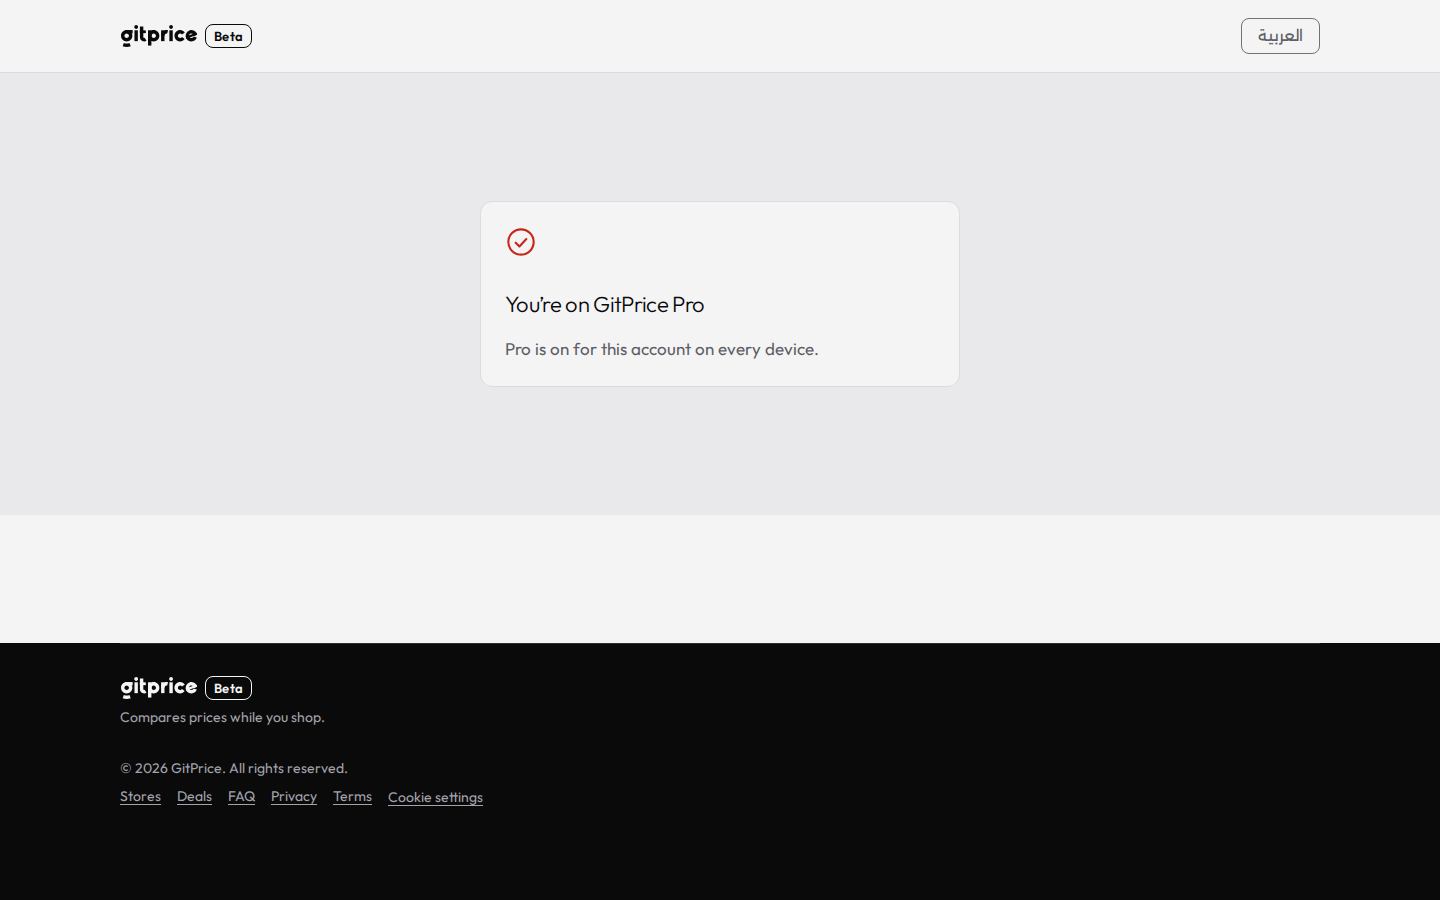 gitprice Beta
العربية
You’re on GitPrice Pro
Pro is on for this account on every device.
gitprice Beta
Compares prices while you shop.
© 2026 GitPrice. All rights reserved.
Stores Deals FAQ Privacy Terms Cookie settings